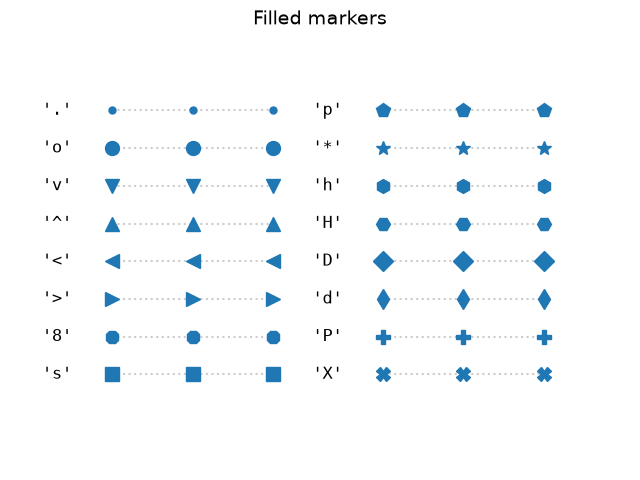 Filled markers
'.'
'o'
'v'
'^'
'<'
'>'
'8'
's'
'p'
'*'
'h'
'H'
'D'
'd'
'P'
'X'